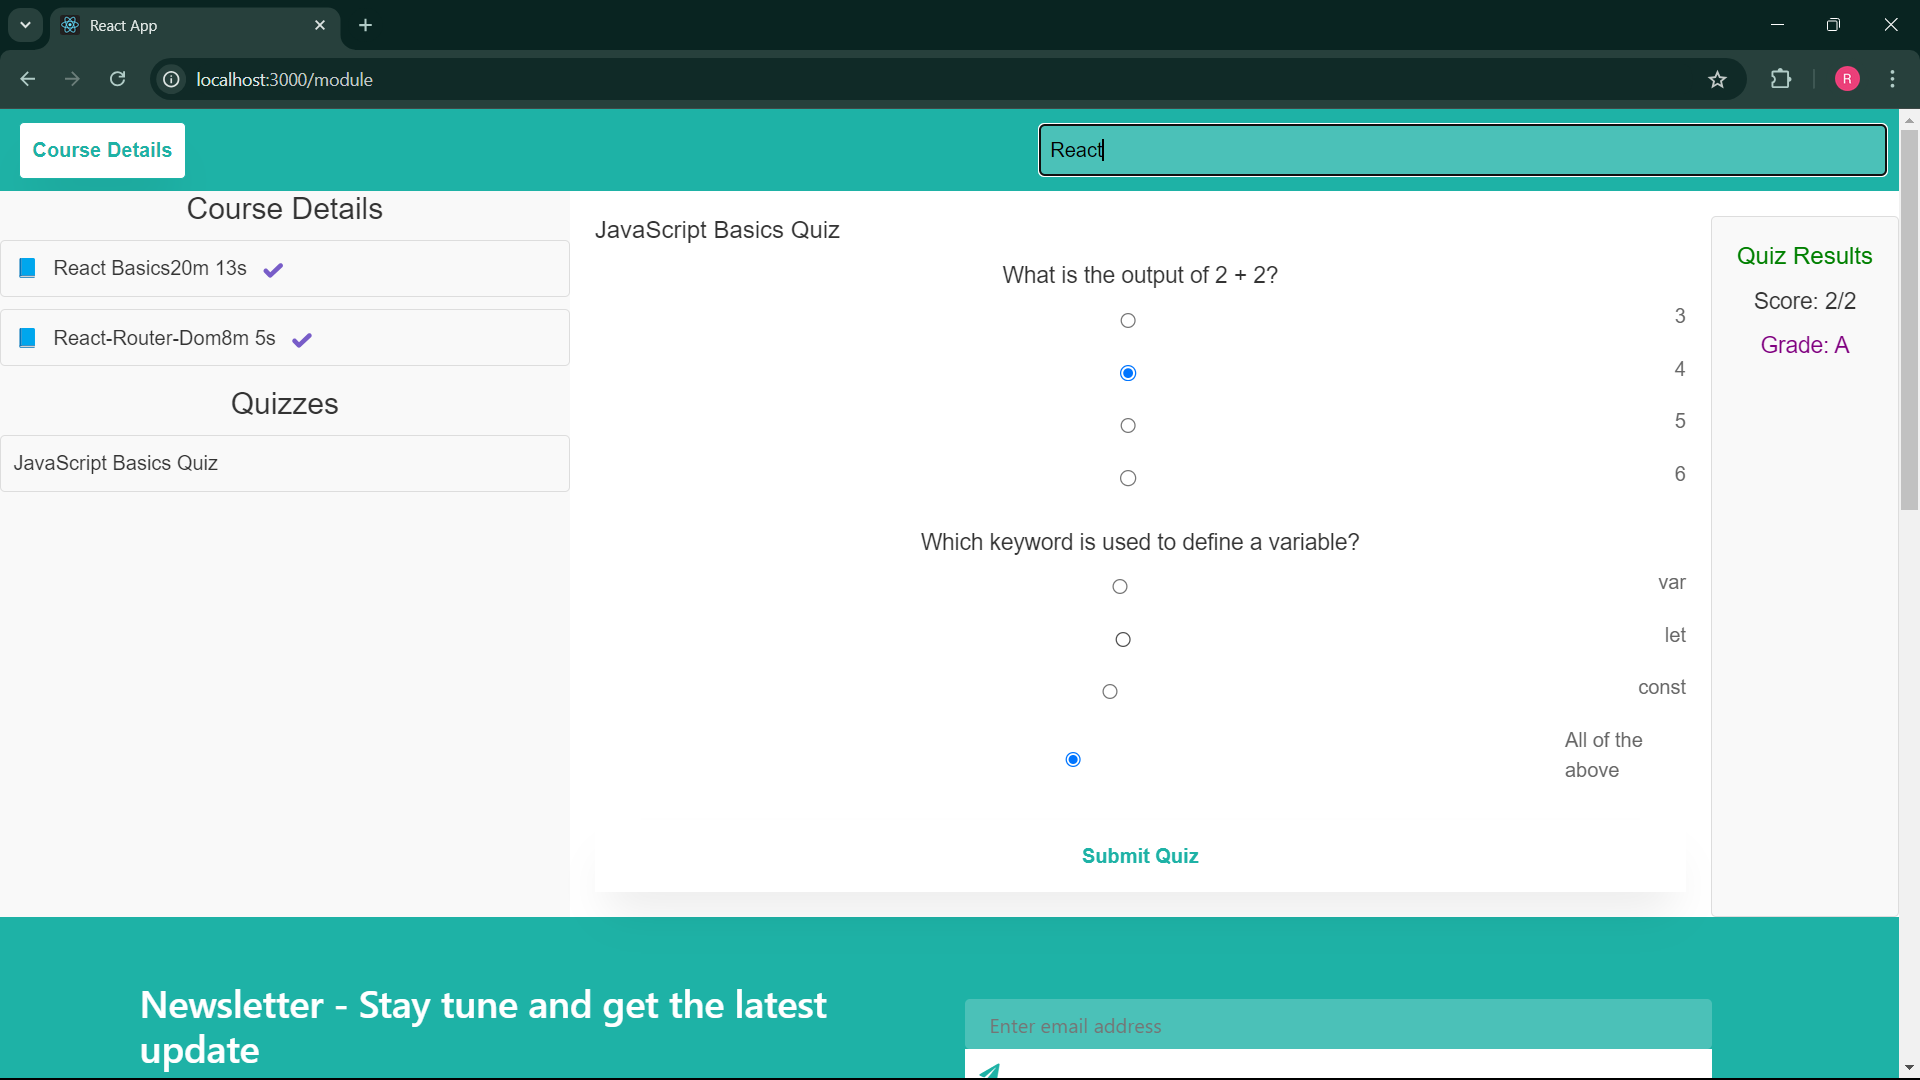 React App
localhost:3000/module
R
Course Details
React
Course Details
React Basics20m 13s
React-Router-Dom8m 5s
Quizzes
JavaScript Basics Quiz
JavaScript Basics Quiz
What is the output of 2 + 2?
3
4
5
6
Which keyword is used to define a variable?
var
let
const
All of the
above
Submit Quiz
Quiz Results
Score: 2/2
Grade: A
Newsletter - Stay tune and get the latest
update
Enter email address